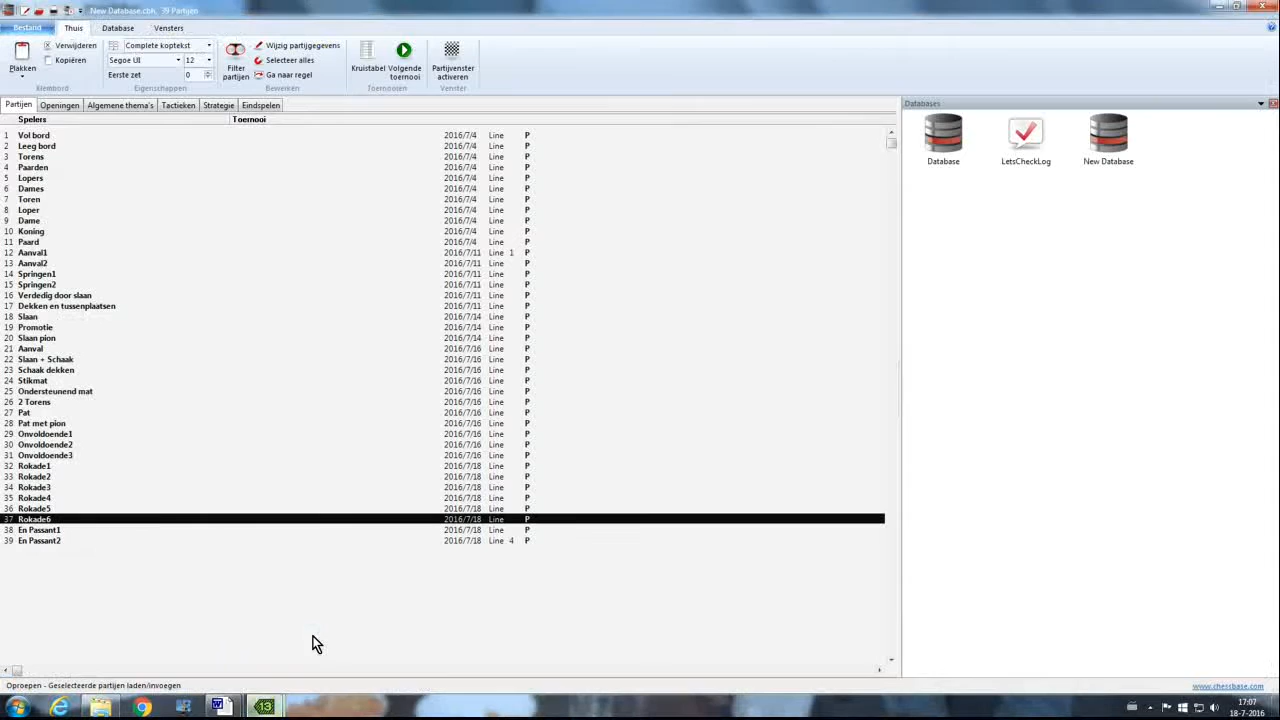 New Database.cbh, 39 Partijen
Bestand Thuis Database Vensters
Plakken
Verwijderen
Kopiëren
Klembord
Complete koptekst
Segoe UI 12
Eerste zet 0
Eigenschappen
Filter partijen
Wijzig partijgegevens
Selecteer alles
Ga naar regel
Bewerken
Kruistabel
Volgende toernooi
Toernooien
Partijvenster activeren
Venster
Partijen Openingen Algemene thema's Tactieken Strategie Eindspelen
Spelers Toernooi
1 Vol bord 2016/7/4 Line P
2 Leeg bord 2016/7/4 Line P
3 Torens 2016/7/4 Line P
4 Paarden 2016/7/4 Line P
5 Lopers 2016/7/4 Line P
6 Dames 2016/7/4 Line P
7 Toren 2016/7/4 Line P
8 Loper 2016/7/4 Line P
9 Dame 2016/7/4 Line P
10 Koning 2016/7/4 Line P
11 Paard 2016/7/4 Line P
12 Aanval1 2016/7/11 Line 1 P
13 Aanval2 2016/7/11 Line P
14 Springen1 2016/7/11 Line P
15 Springen2 2016/7/11 Line P
16 Verdedig door slaan 2016/7/11 Line P
17 Dekken en tussenplaatsen 2016/7/11 Line P
18 Slaan 2016/7/14 Line P
19 Promotie 2016/7/14 Line P
20 Slaan pion 2016/7/14 Line P
21 Aanval 2016/7/16 Line P
22 Slaan + Schaak 2016/7/16 Line P
23 Schaak dekken 2016/7/16 Line P
24 Stikmat 2016/7/16 Line P
25 Ondersteunend mat 2016/7/16 Line P
26 2 Torens 2016/7/16 Line P
27 Pat 2016/7/16 Line P
28 Pat met pion 2016/7/16 Line P
29 Onvoldoende1 2016/7/16 Line P
30 Onvoldoende2 2016/7/16 Line P
31 Onvoldoende3 2016/7/16 Line P
32 Rokade1 2016/7/18 Line P
33 Rokade2 2016/7/18 Line P
34 Rokade3 2016/7/18 Line P
35 Rokade4 2016/7/18 Line P
36 Rokade5 2016/7/18 Line P
37 Rokade6 2016/7/18 Line P
38 En Passant1 2016/7/18 Line P
39 En Passant2 2016/7/18 Line 4 P
Databases
Database LetsCheckLog New Database
Oproepen - Geselecteerde partijen laden/invoegen
www.chessbase.com
13
17:07
18-7-2016